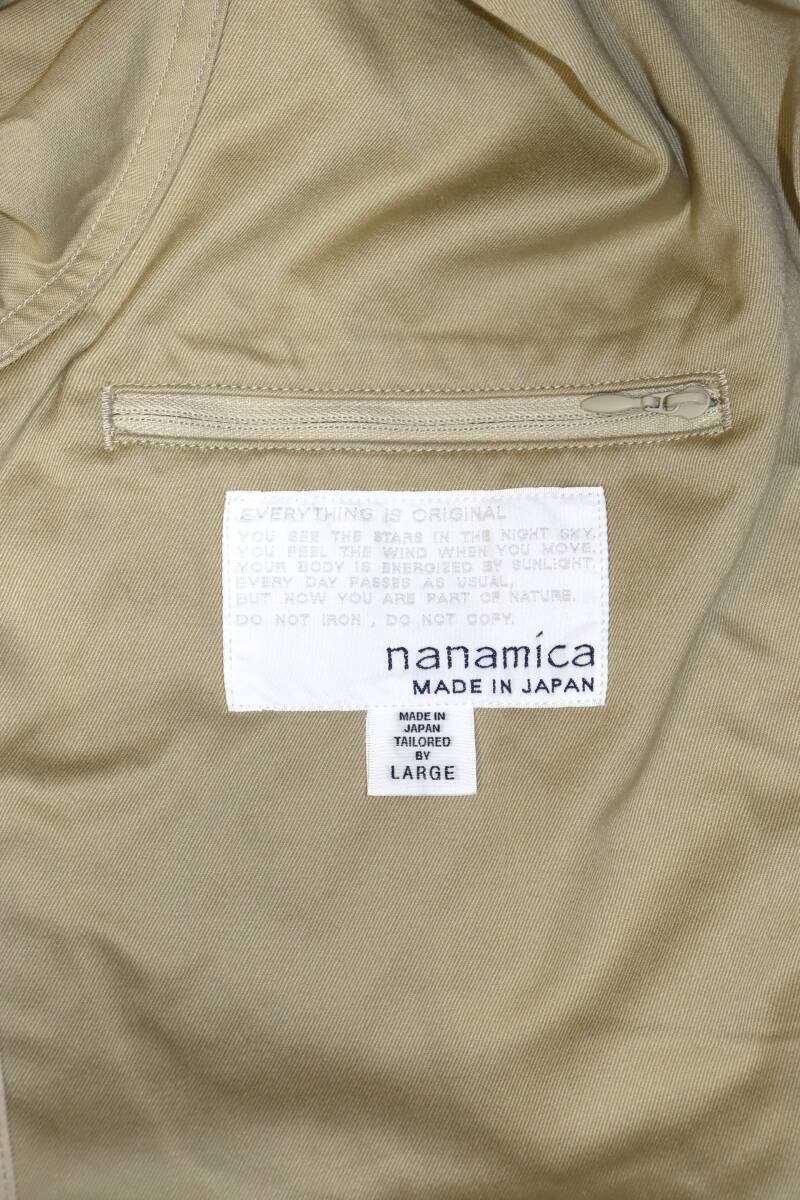 EVERYTHING IS ORIGINAL
YOU SEE THE STARS IN THE NIGHT SKY.
YOU FEEL THE WIND WHEN YOU MOVE.
YOUR BODY IS ENERGIZED BY SUNLIGHT.
EVERY DAY PASSES AS USUAL,
BUT NOW YOU ARE PART OF NATURE.
DO NOT IRON , DO NOT COPY.
nanamíca
MADE IN JAPAN
MADE IN
JAPAN
TAILORED
BY
LARGE